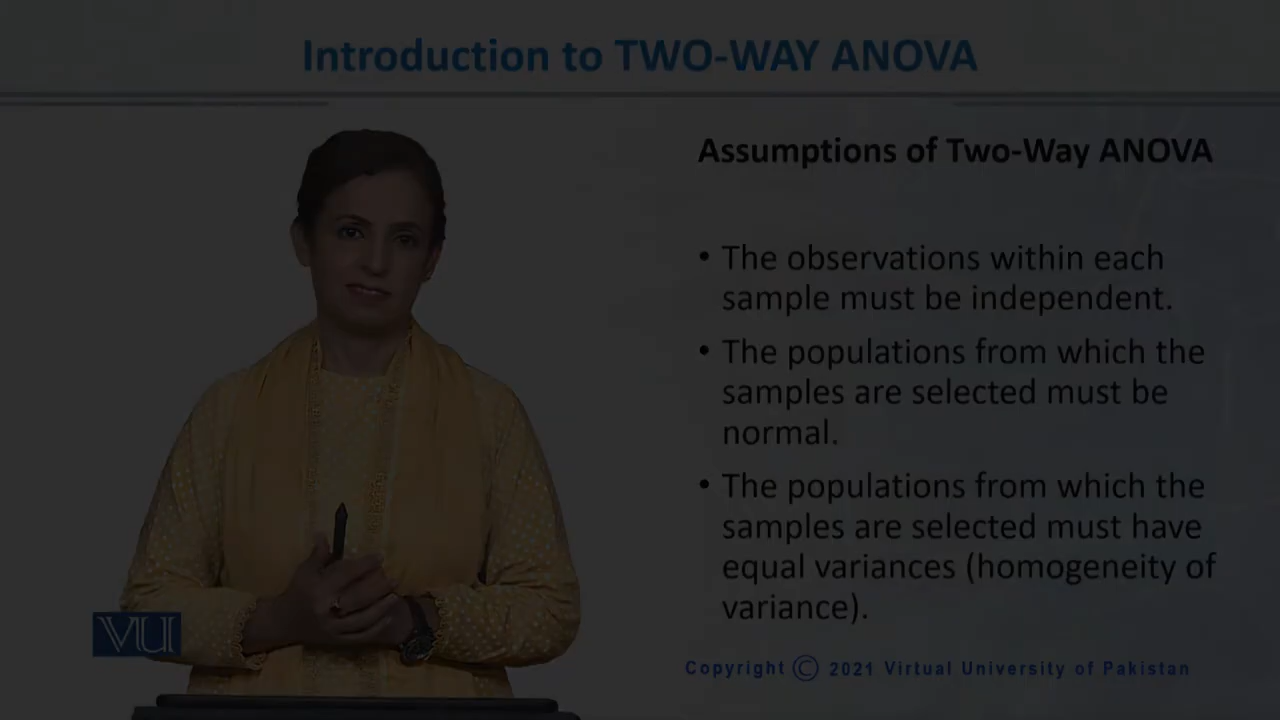 Introduction to TWO-WAY ANOVA
Assumptions of Two-Way ANOVA
• The observations within each
sample must be independent.
• The populations from which the
samples are selected must be
normal.
• The populations from which the
samples are selected must have
equal variances (homogeneity of
variance).
VU
Copyright © 2021 Virtual University of Pakistan